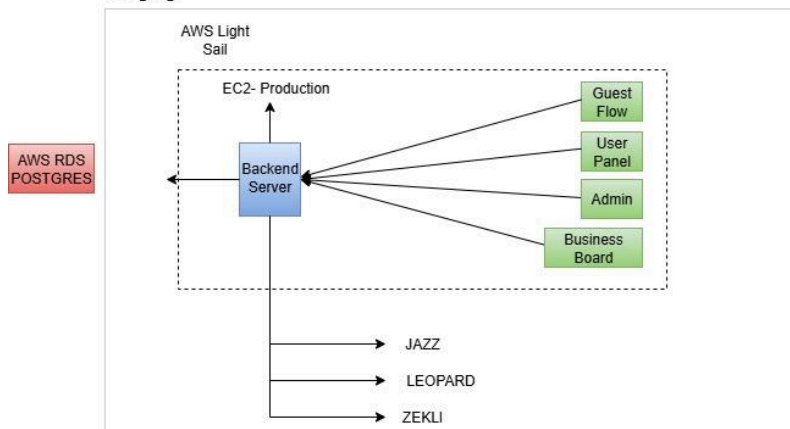 AWS Light
Sail
EC2- Production
Guest
Flow
User
Panel
AWS RDS
POSTGRES
Backend
Server
Admin
Business
Board
JAZZ
LEOPARD
ZEKLI